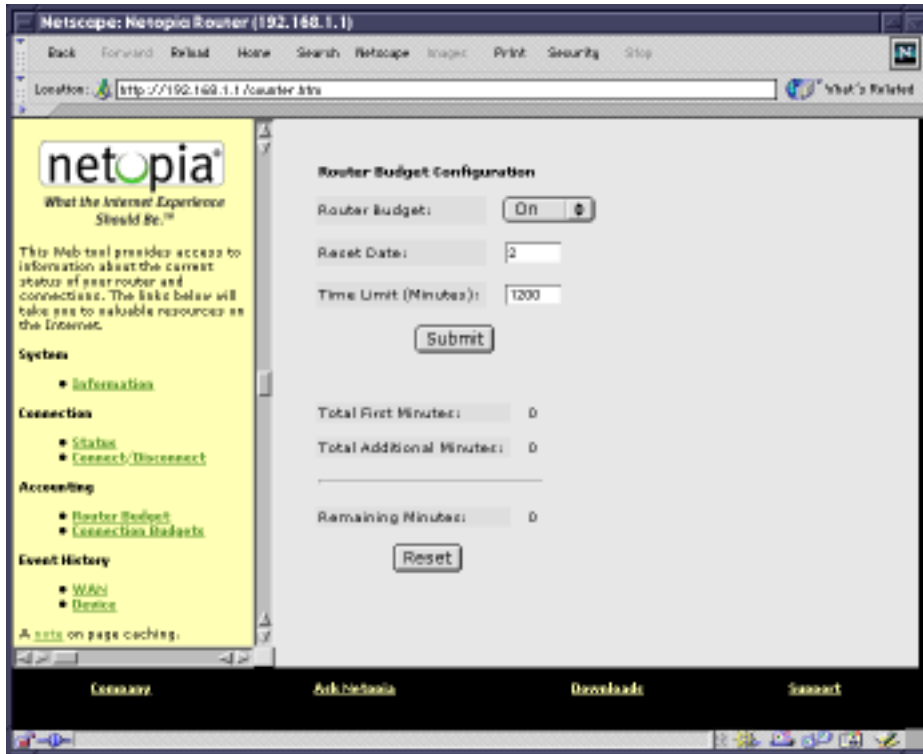 Netscape: Netopia Router (192.168.1.1)
Back Forward Reload Home Search Netscape Images Print Security Stop
N
Location: http://192.168.1.1/counter.htm What's Related
netopia®
What the Internet Experience
Should Be.™
This Web tool provides access to
information about the current
status of your router and
connections. The links below will
take you to valuable resources on
the Internet.
System
Information
Connection
Status
Connect/Disconnect
Accounting
Router Budget
Connection Budgets
Event History
WAN
Device
A note on page caching.
Router Budget Configuration
Router Budget: On
Reset Date: 2
Time Limit (Minutes): 1200
Submit
Total First Minutes: 0
Total Additional Minutes: 0
Remaining Minutes: 0
Reset
Company Ask Netopia Downloads Support